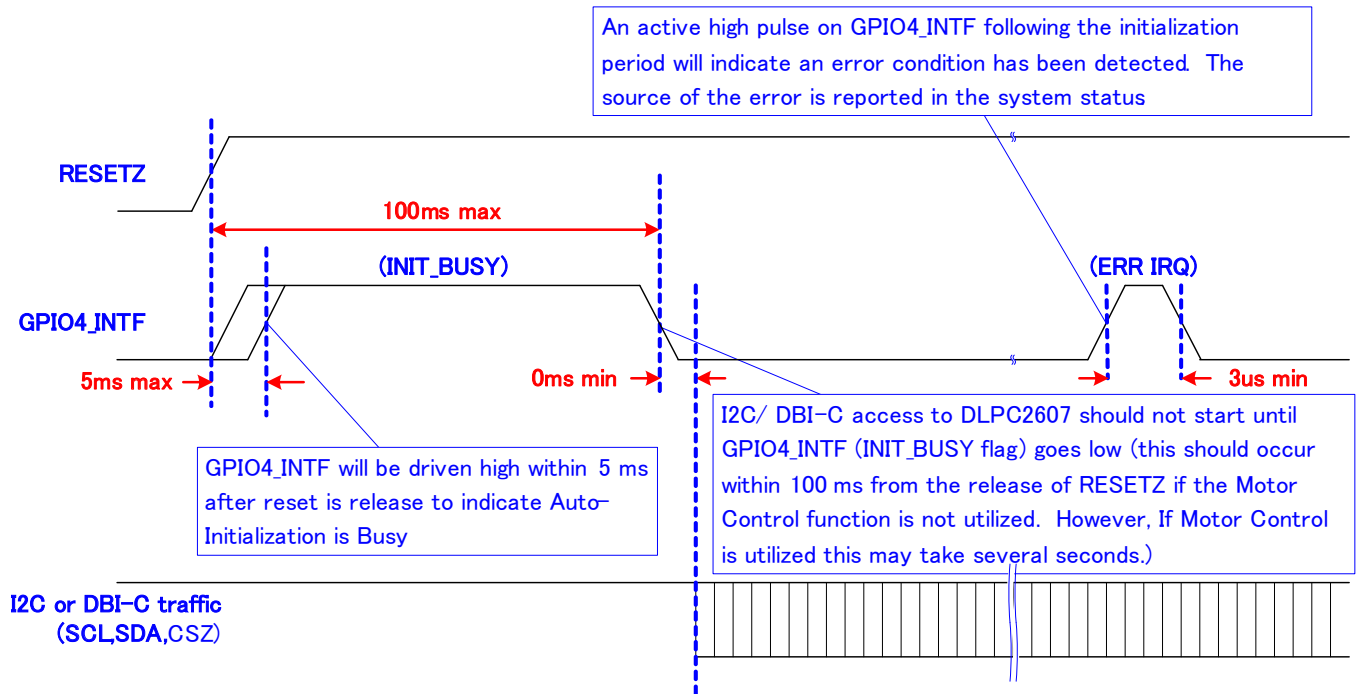 An active high pulse on GPIO4_INTF following the initialization
period will indicate an error condition has been detected. The
source of the error is reported in the system status
RESETZ
100ms max
(INIT_BUSY)
(ERR IRQ)
GPIO4_INTF
5ms max
0ms min
3us min
GPIO4_INTF will be driven high within 5 ms
after reset is release to indicate Auto-
Initialization is Busy
I2C/ DBI-C access to DLPC2607 should not start until
GPIO4_INTF (INIT_BUSY flag) goes low (this should occur
within 100 ms from the release of RESETZ if the Motor
Control function is not utilized. However, If Motor Control
is utilized this may take several seconds.)
I2C or DBI-C traffic
(SCL,SDA,CSZ)